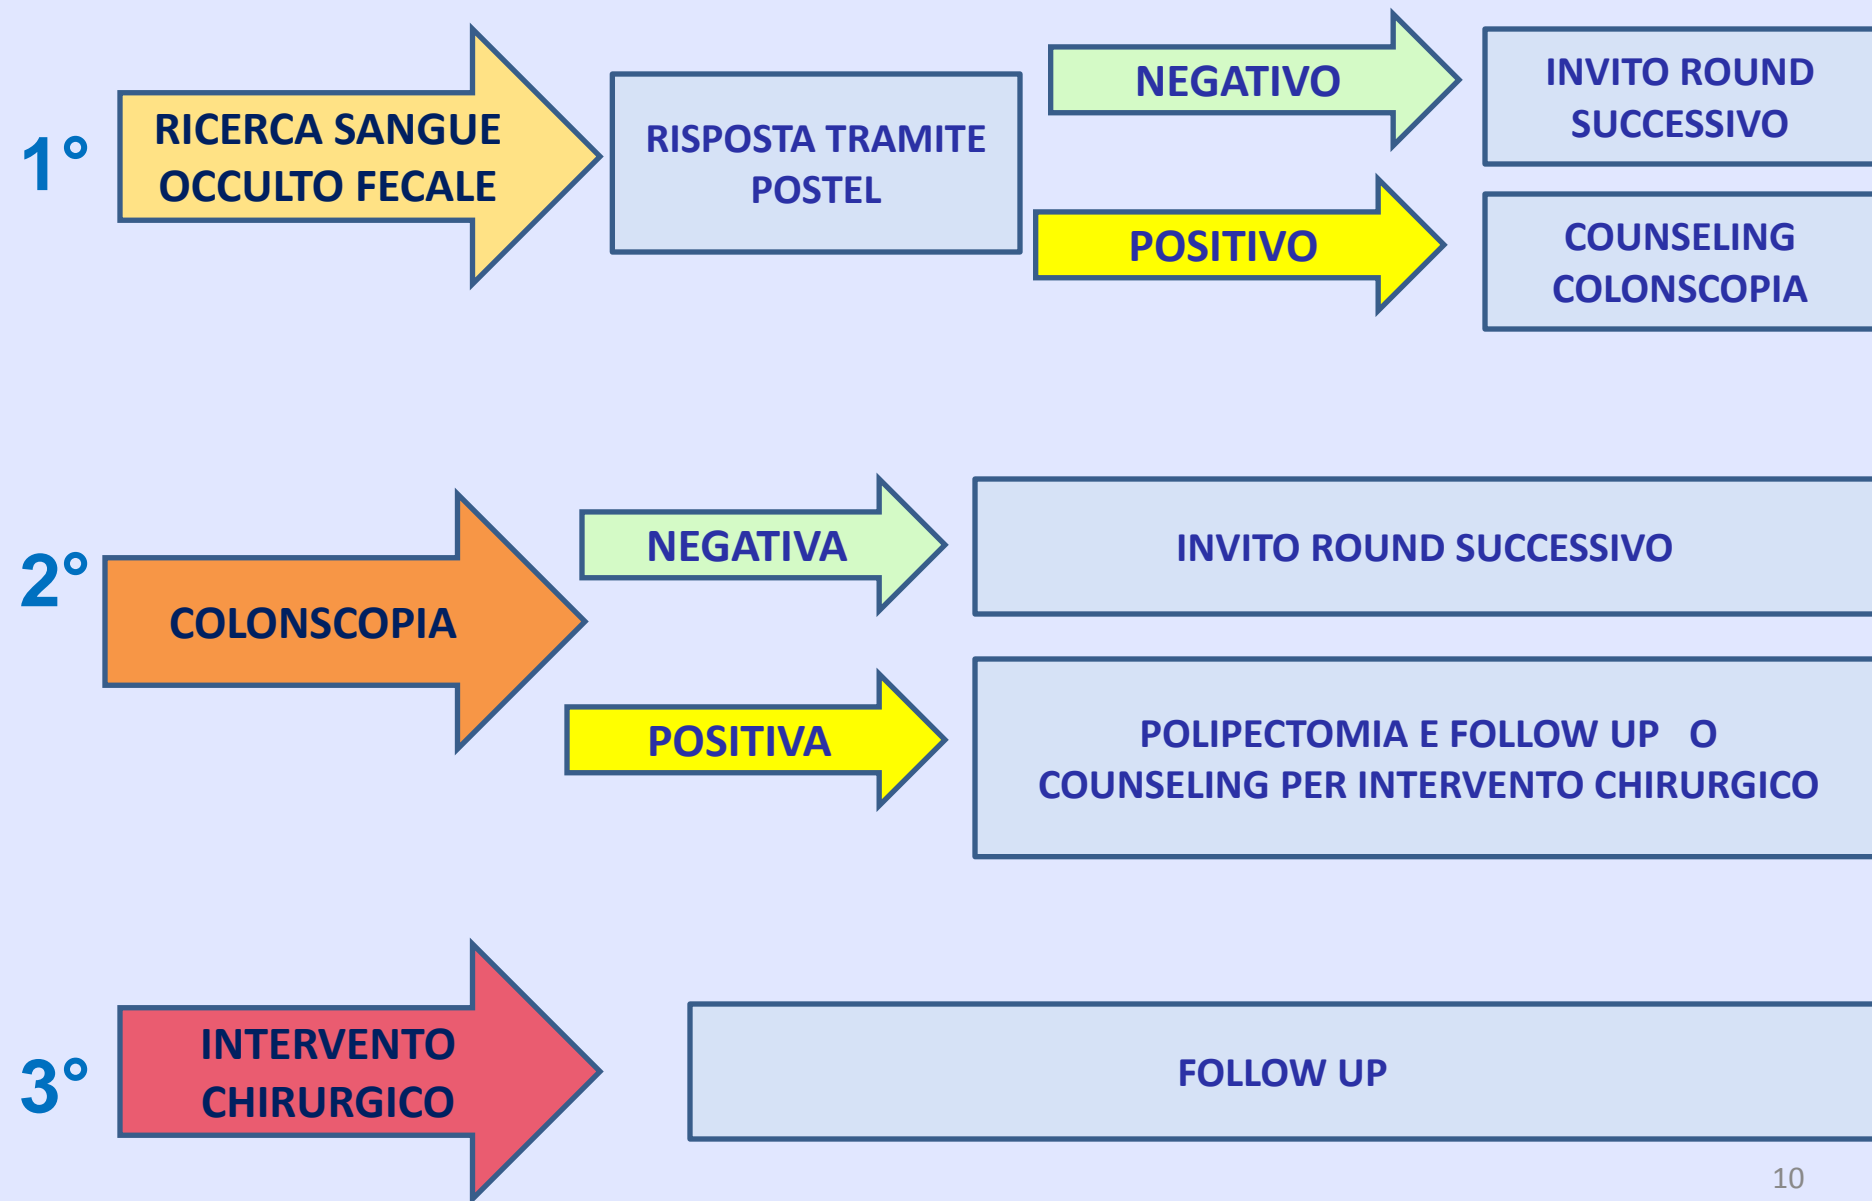 1°
RICERCA SANGUE
OCCULTO FECALE
RISPOSTA TRAMITE
POSTEL
NEGATIVO
INVITO ROUND
SUCCESSIVO
POSITIVO
COUNSELING
COLONSCOPIA
2°
COLONSCOPIA
NEGATIVA
INVITO ROUND SUCCESSIVO
POSITIVA
POLIPECTOMIA E FOLLOW UP O
COUNSELING PER INTERVENTO CHIRURGICO
3°
INTERVENTO
CHIRURGICO
FOLLOW UP
10